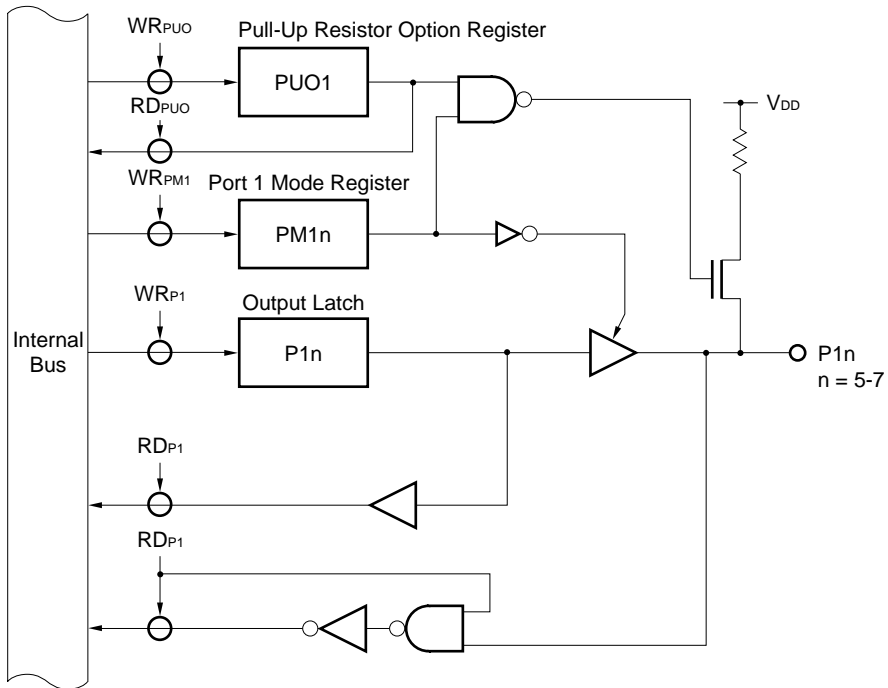 WRPUO
Pull-Up Resistor Option Register
PUO1
RDPUO
VDD
WRPM1
Port 1 Mode Register
PM1n
WRP1
Output Latch
P1n
Internal
Bus
P1n
n = 5-7
RDP1
RDP1